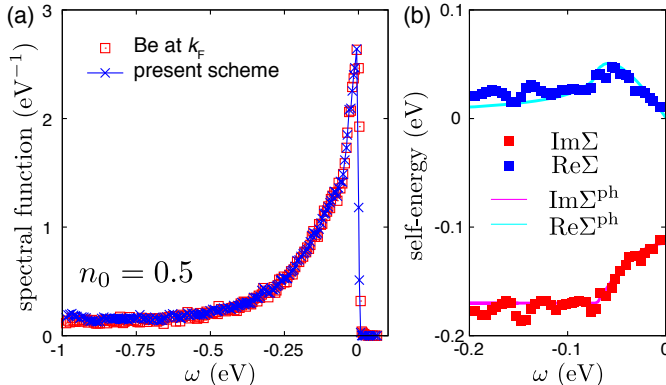 (a)
spectral function (eV⁻¹)
3
2
1
0
Be at k_F
present scheme
n₀ = 0.5
-1
-0.75
-0.5
-0.25
0
ω (eV)
(b)
self-energy (eV)
0.1
0
-0.1
-0.2
ImΣ
ReΣ
ImΣᵖʰ
ReΣᵖʰ
-0.2
-0.1
0
ω (eV)